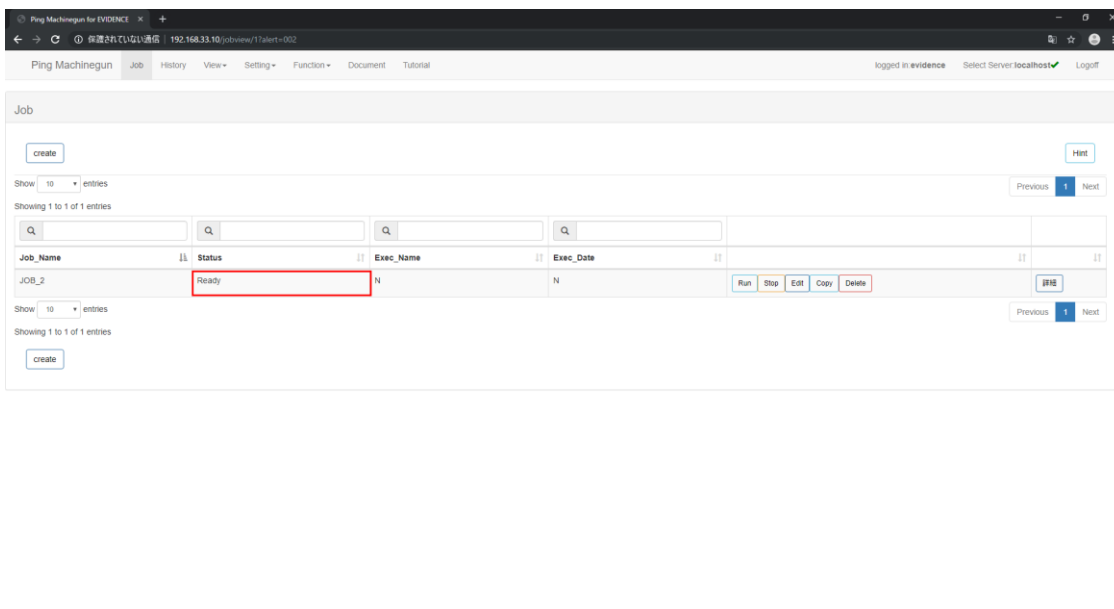 Ping Machinegun for EVIDENCE
保護されていない通信 | 192.168.33.10/jobview/1?alert=002
Ping Machinegun Job History View Setting Function Document Tutorial logged in:evidence Select Server:localhost Logoff
Job
create Hint
Show 10 entries Previous 1 Next
Showing 1 to 1 of 1 entries
Job_Name Status Exec_Name Exec_Date
JOB_2 Ready N N Run Stop Edit Copy Delete 詳細
Show 10 entries Previous 1 Next
Showing 1 to 1 of 1 entries
create